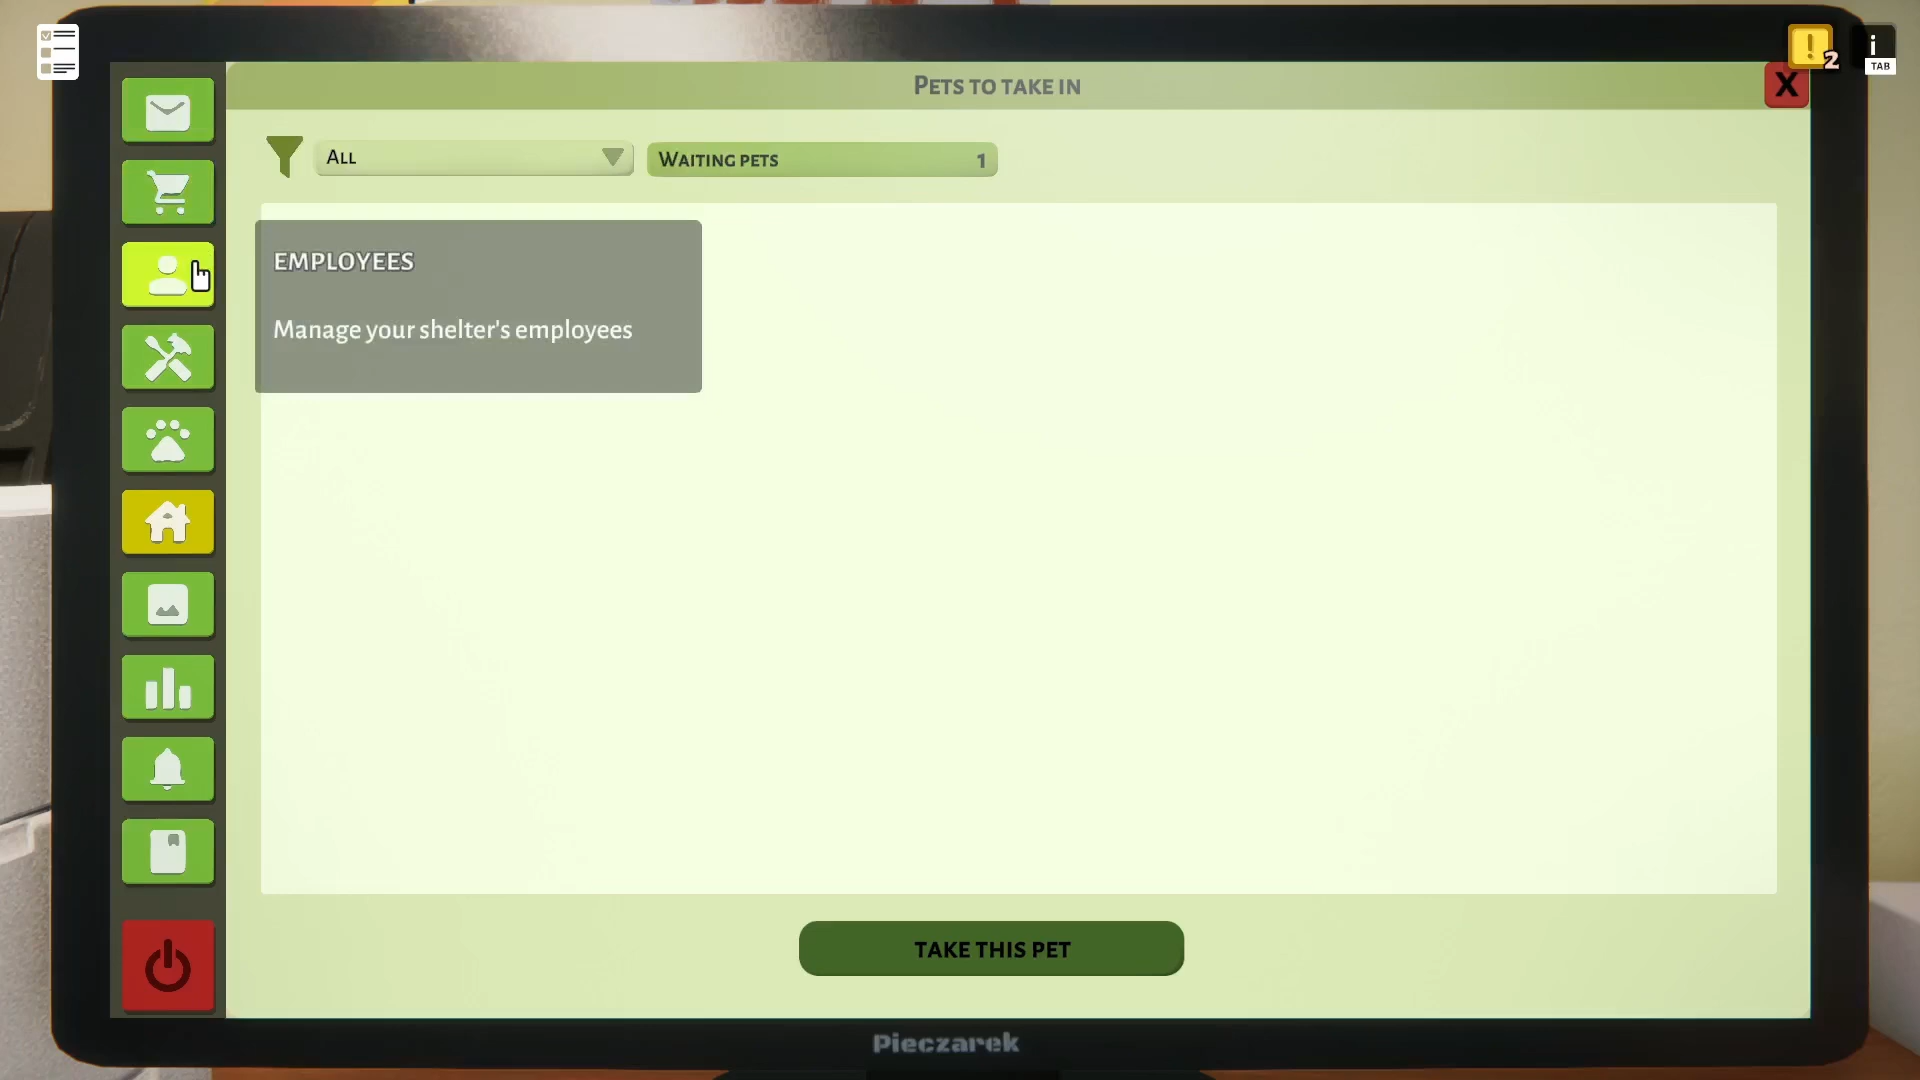 2
i
TAB
PETS TO TAKE IN
X
ALL
WAITING PETS 1
EMPLOYEES
Manage your shelter's employees
TAKE THIS PET
Pieczarek